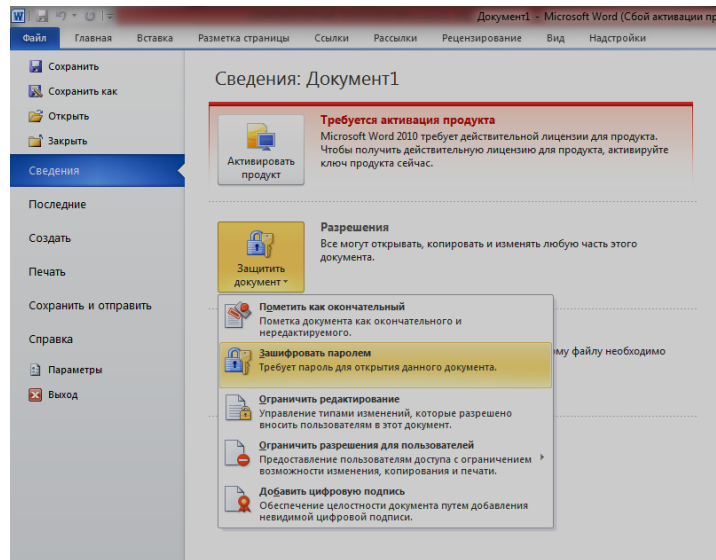 Документ1 - Microsoft Word (Сбой активации пр
Файл Главная Вставка Разметка страницы Ссылки Рассылки Рецензирование Вид Надстройки
Сохранить
Сохранить как
Открыть
Закрыть
Сведения
Последние
Создать
Печать
Сохранить и отправить
Справка
Параметры
Выход
Сведения: Документ1
Активировать
продукт
Требуется активация продукта
Microsoft Word 2010 требует действительной лицензии для продукта.
Чтобы получить действительную лицензию для продукта, активируйте
ключ продукта сейчас.
Защитить
документ
Разрешения
Все могут открывать, копировать и изменять любую часть этого
документа.
Пометить как окончательный
Пометка документа как окончательного и
нередактируемого.
Зашифровать паролем
Требует пароль для открытия данного документа.
ому файлу необходимо
Ограничить редактирование
Управление типами изменений, которые разрешено
вносить пользователям в этот документ.
Ограничить разрешения для пользователей
Предоставление пользователям доступа с ограничением
возможности изменения, копирования и печати.
Добавить цифровую подпись
Обеспечение целостности документа путем добавления
невидимой цифровой подписи.